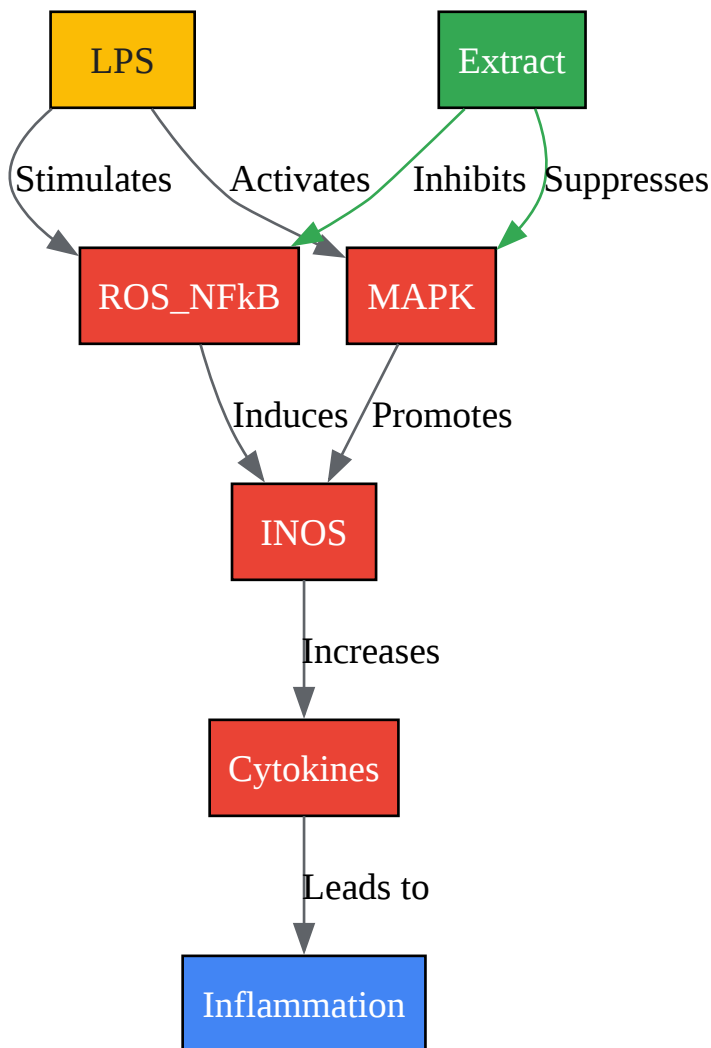 LPS
Extract
Stimulates
Activates
Inhibits
Suppresses
ROS_NFkB
MAPK
Induces
Promotes
INOS
Increases
Cytokines
Leads to
Inflammation